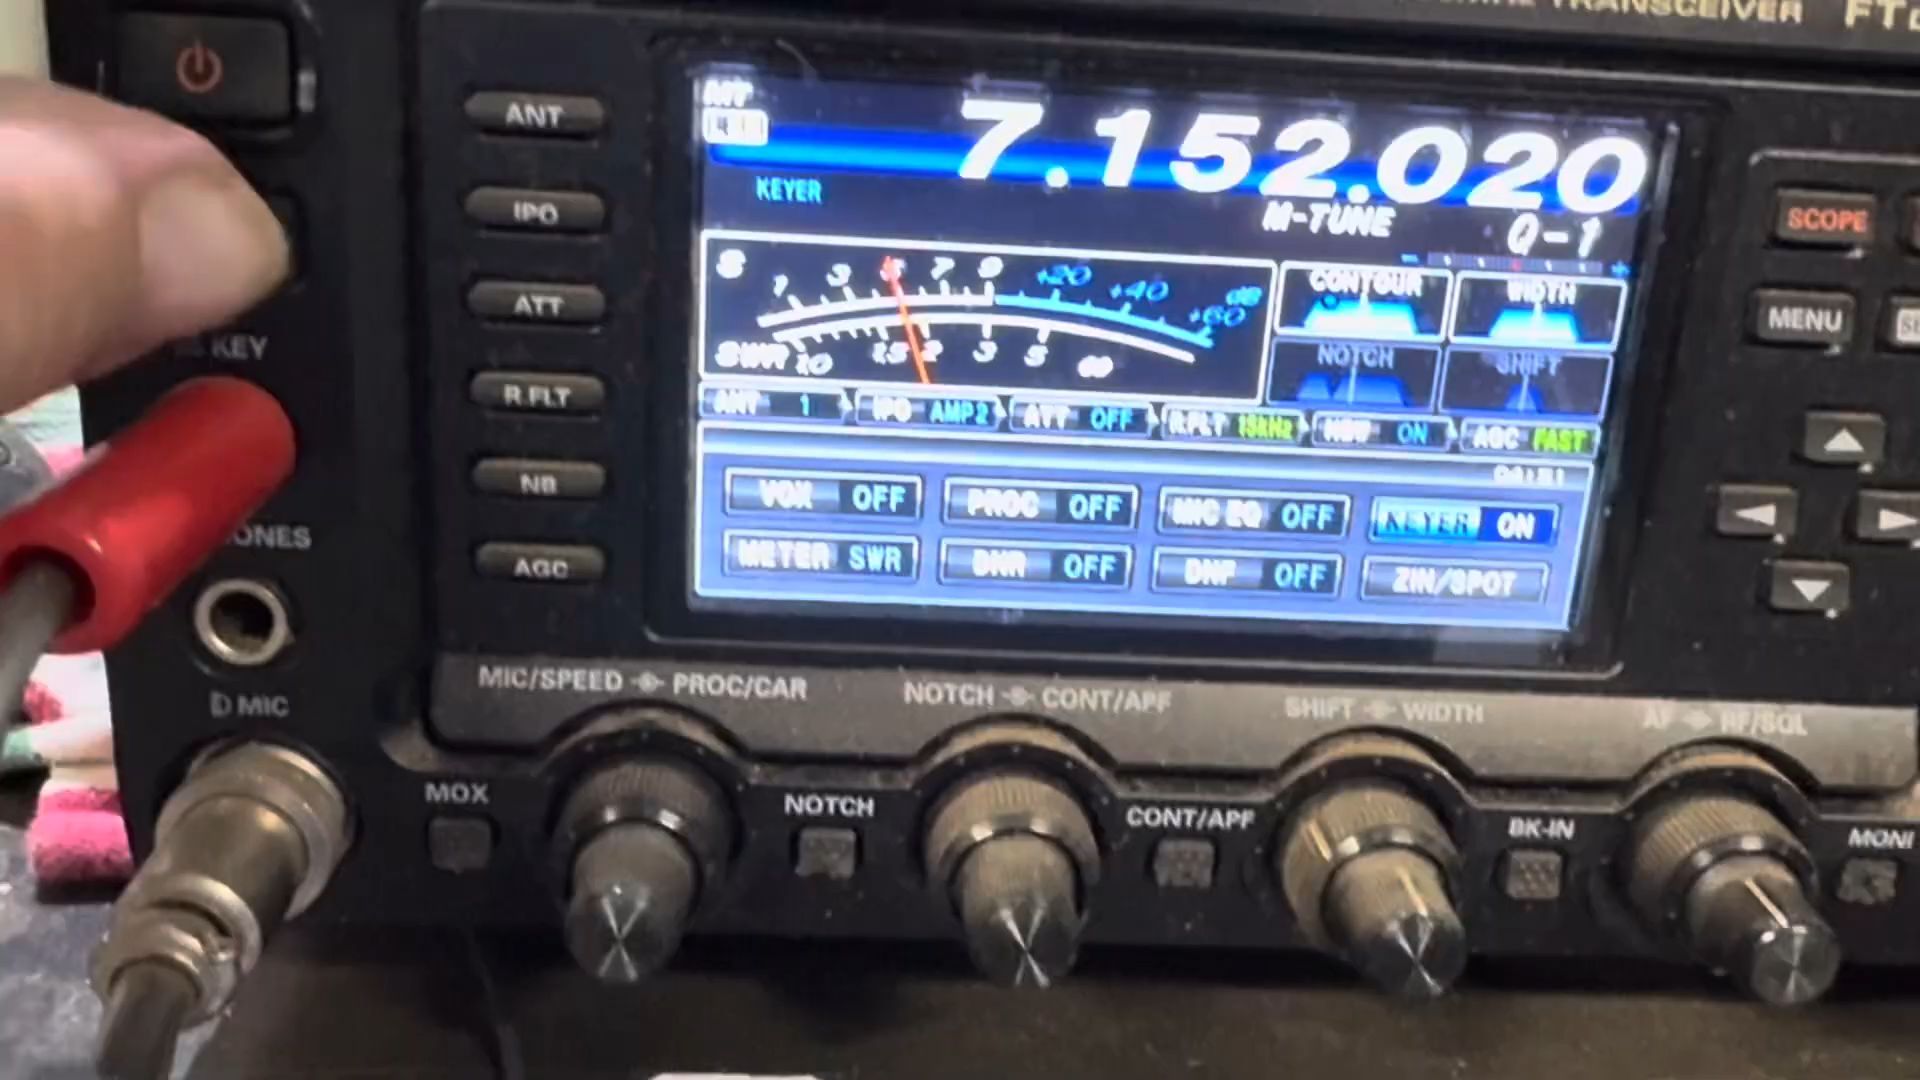 TRANSCEIVER FT
ANT
IPO
ATT
R.FLT
NB
AGC
7.152.020
KEYER
M-TUNE Q-1
S 1 3 5 7 9 +20 +40 +60 dB
SWR 1.5 2 3 5 ∞
CONTOUR WIDTH
NOTCH SHIFT
ANT 1 IPO AMP2 ATT OFF R.FLT 15kHz ON AGC FAST
VOX OFF PROC OFF MIC EQ OFF KEYER ON
METER SWR DNR OFF DNF OFF ZIN/SPOT
SCOPE
MENU
KEY
ONES
MIC
MIC/SPEED PROC/CAR NOTCH CONT/APF SHIFT WIDTH AF RF/SQL
MOX NOTCH CONT/APF BK-IN MONI